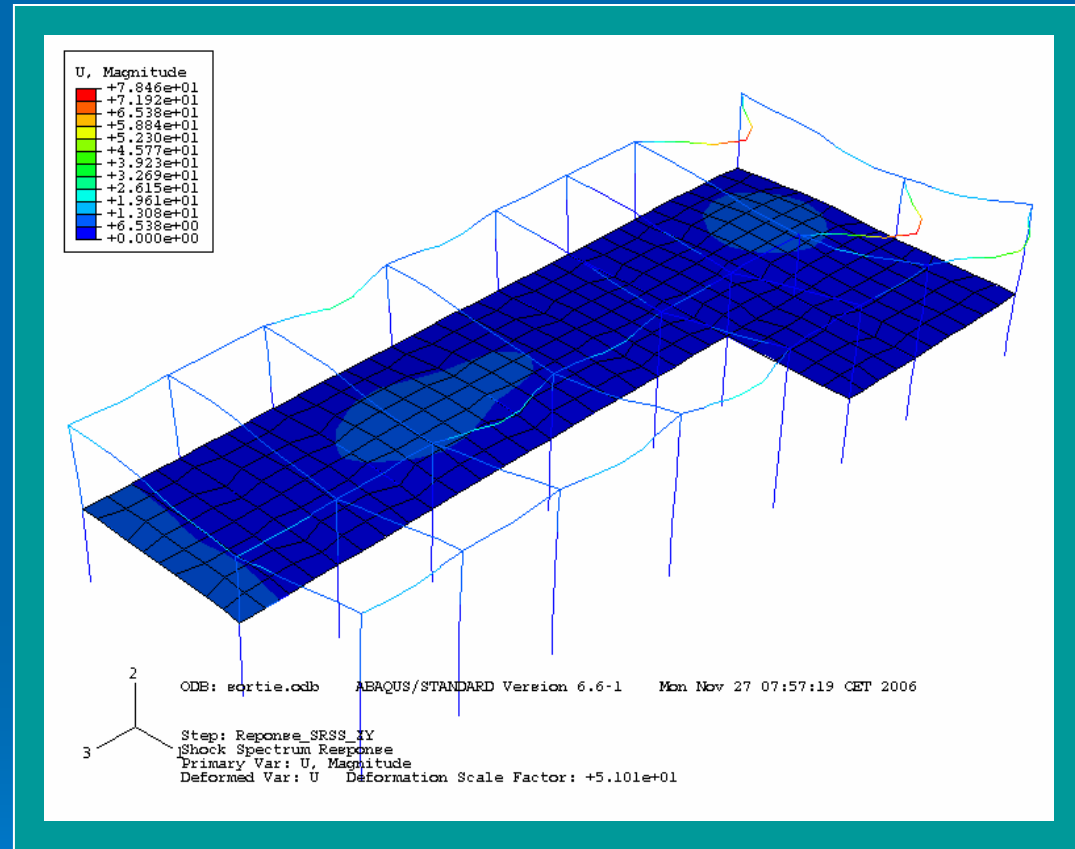 U, Magnitude
+7.846e+01
+7.192e+01
+6.538e+01
+5.884e+01
+5.230e+01
+4.577e+01
+3.923e+01
+3.269e+01
+2.615e+01
+1.961e+01
+1.308e+01
+6.538e+00
+0.000e+00
2
3
1
ODB: sortie.odb ABAQUS/STANDARD Version 6.6-1 Mon Nov 27 07:57:19 CET 2006
Step: Reponse_SRSS_XY
Shock Spectrum Response
Primary Var: U, Magnitude
Deformed Var: U Deformation Scale Factor: +5.101e+01